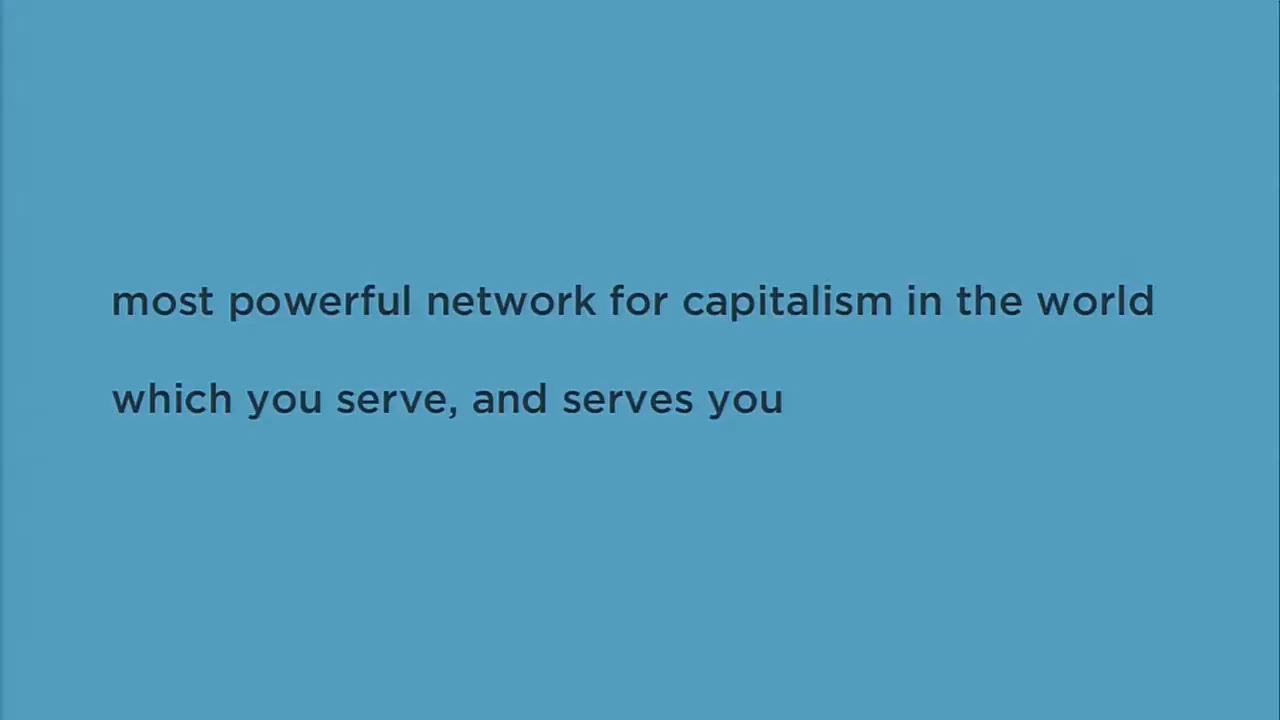 most powerful network for capitalism in the world
which you serve, and serves you